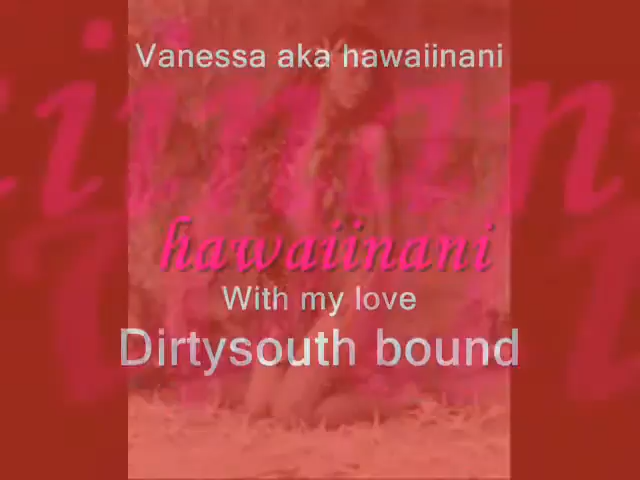 Vanessa aka hawaiinani
hawaiinani
With my love
Dirtysouth bound